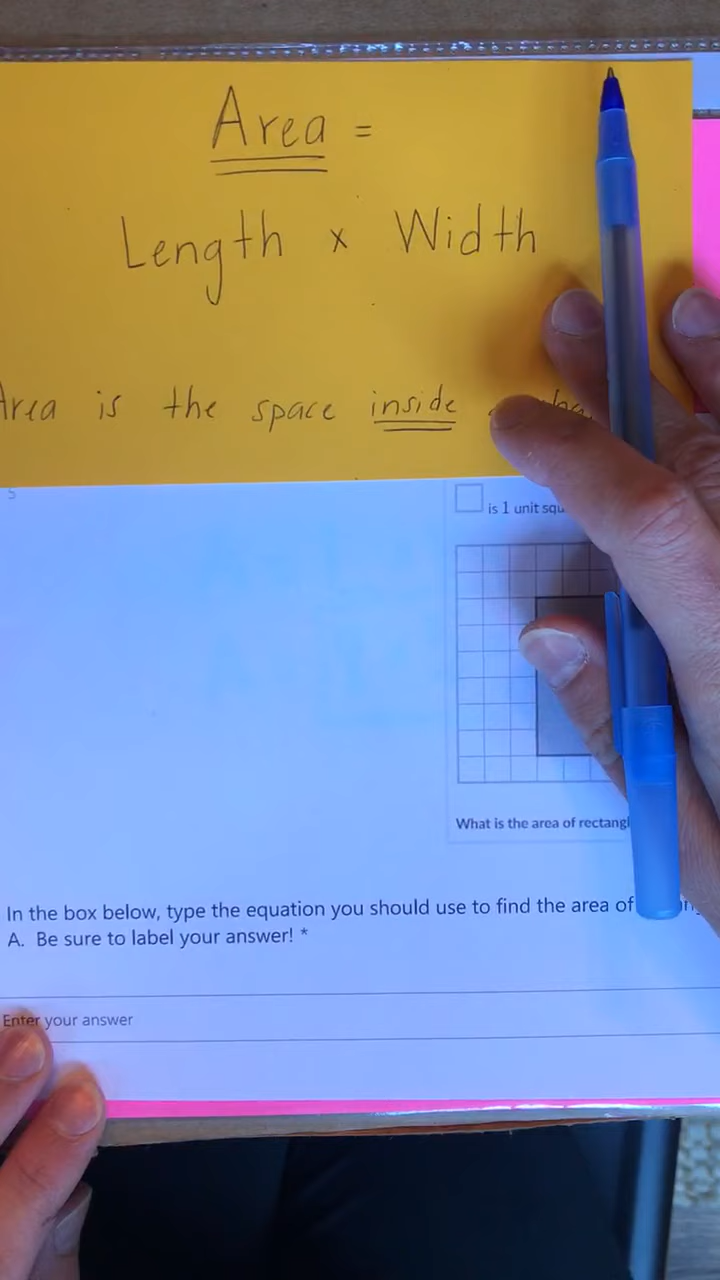 Area =
Length x Width
Area is the space inside
5
is 1 unit
What is the area of
In the box below, type the equation you should use to find the area of
A. Be sure to label your answer! *
Enter your answer